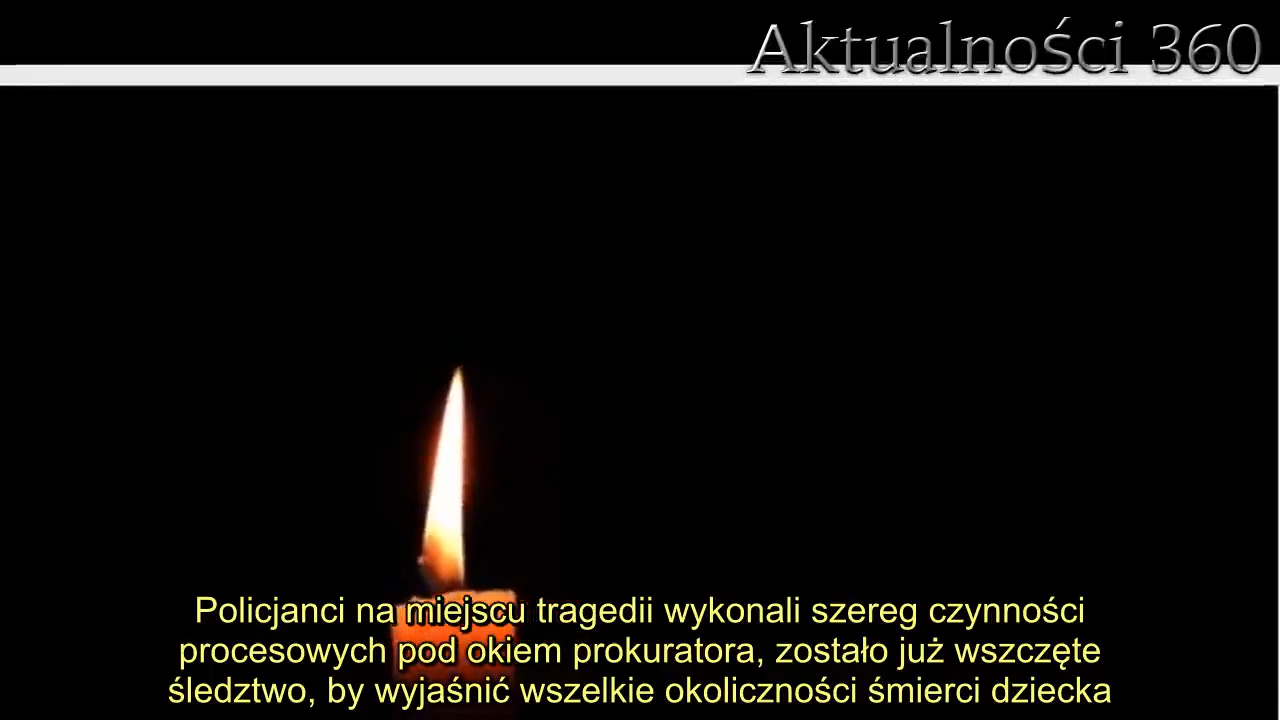 Aktualności 360
Policjanci na miejscu tragedii wykonali szereg czynności
procesowych pod okiem prokuratora, zostało już wszczęte
śledztwo, by wyjaśnić wszelkie okoliczności śmierci dziecka